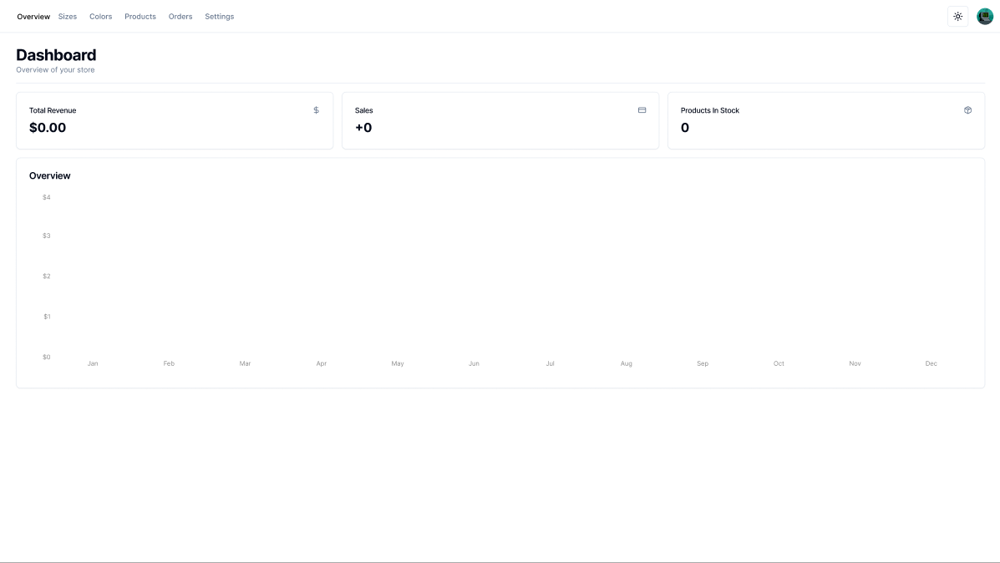 Overview Sizes Colors Products Orders Settings
Dashboard
Overview of your store
Total Revenue
$0.00
Sales
+0
Products In Stock
0
Overview
$4
$3
$2
$1
$0
Jan Feb Mar Apr May Jun Jul Aug Sep Oct Nov Dec